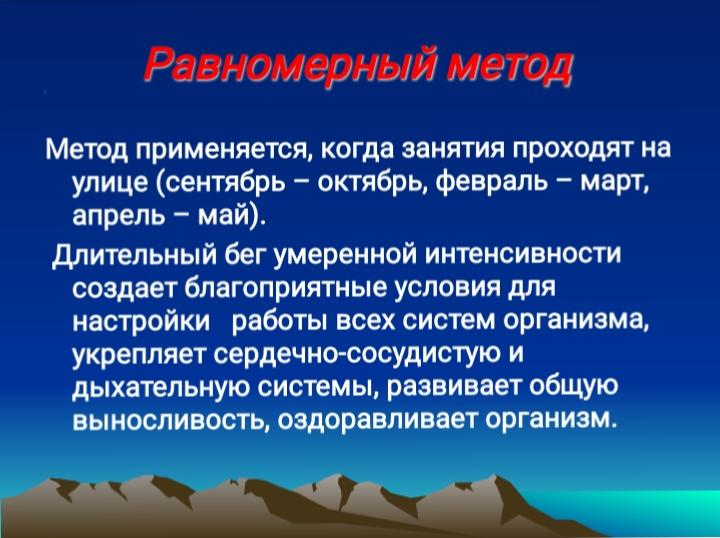 Равномерный метод
Метод применяется, когда занятия проходят на
улице (сентябрь – октябрь, февраль – март,
апрель – май).
Длительный бег умеренной интенсивности
создает благоприятные условия для
настройки работы всех систем организма,
укрепляет сердечно-сосудистую и
дыхательную системы, развивает общую
выносливость, оздоравливает организм.